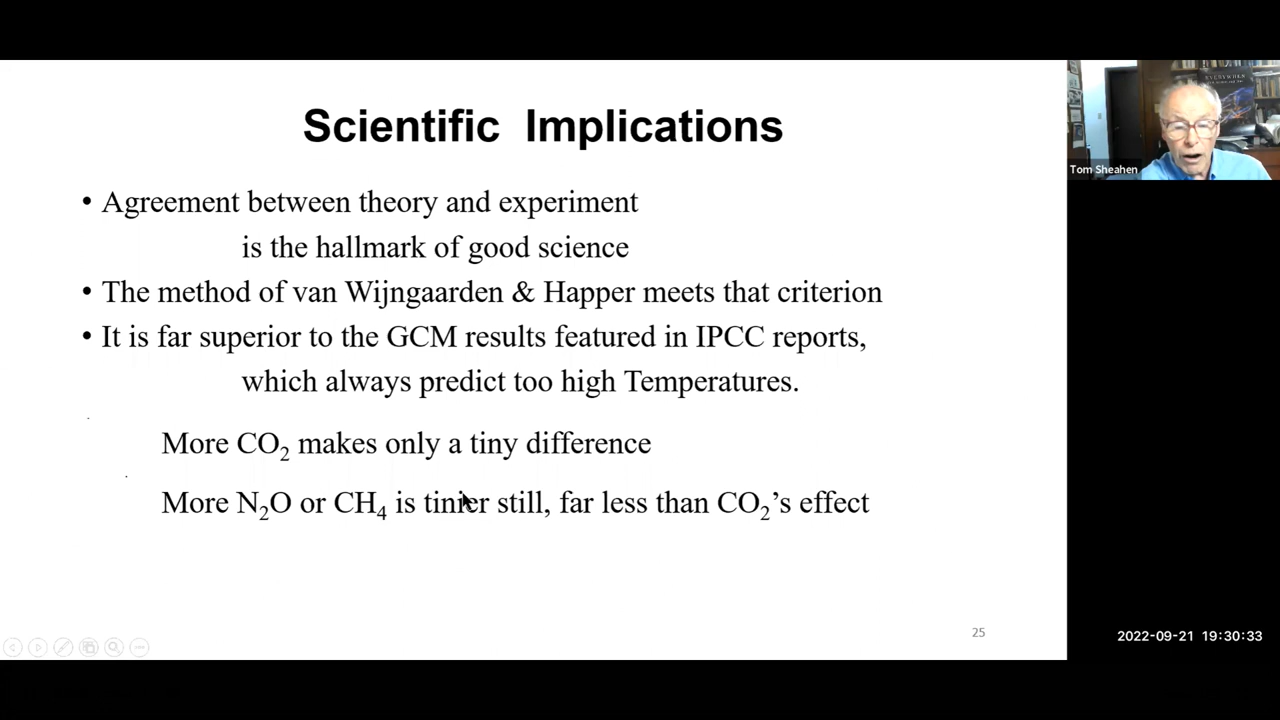 Scientific Implications
• Agreement between theory and experiment
is the hallmark of good science
• The method of van Wijngaarden & Happer meets that criterion
• It is far superior to the GCM results featured in IPCC reports,
which always predict too high Temperatures.
More CO₂ makes only a tiny difference
More N₂O or CH₄ is tinier still, far less than CO₂’s effect
25
Tom Sheahen
EVERYWHEN
2022-09-21 19:30:33